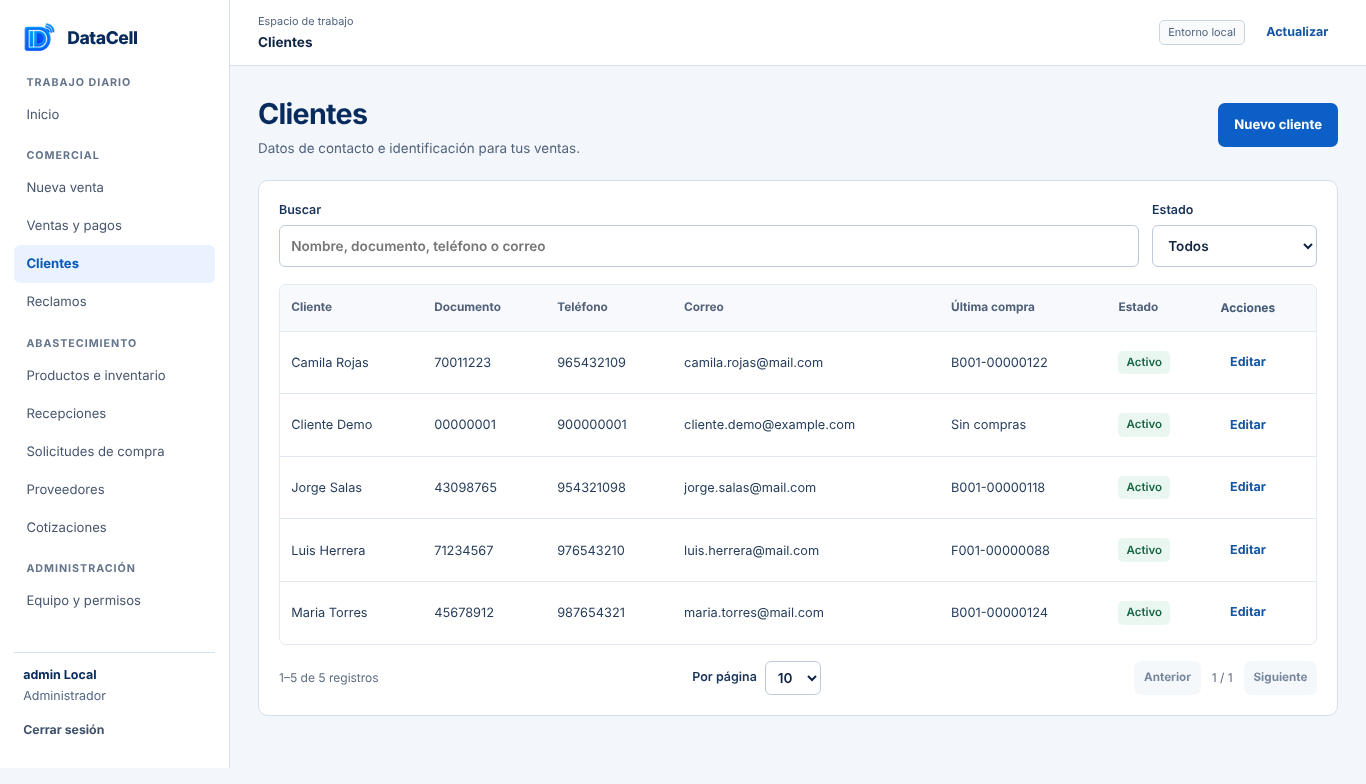 DataCell
TRABAJO DIARIO
Inicio
COMERCIAL
Nueva venta
Ventas y pagos
Clientes
Reclamos
ABASTECIMIENTO
Productos e inventario
Recepciones
Solicitudes de compra
Proveedores
Cotizaciones
ADMINISTRACIÓN
Equipo y permisos
admin Local
Administrador
Cerrar sesión
Espacio de trabajo
Clientes
Entorno local
Actualizar
Clientes
Datos de contacto e identificación para tus ventas.
Nuevo cliente
Buscar
Nombre, documento, teléfono o correo
Estado
Todos
Cliente Documento Teléfono Correo Última compra Estado Acciones
Camila Rojas 70011223 965432109 camila.rojas@mail.com B001-00000122 Activo Editar
Cliente Demo 00000001 900000001 cliente.demo@example.com Sin compras Activo Editar
Jorge Salas 43098765 954321098 jorge.salas@mail.com B001-00000118 Activo Editar
Luis Herrera 71234567 976543210 luis.herrera@mail.com F001-00000088 Activo Editar
Maria Torres 45678912 987654321 maria.torres@mail.com B001-00000124 Activo Editar
1–5 de 5 registros
Por página 10
Anterior 1 / 1 Siguiente